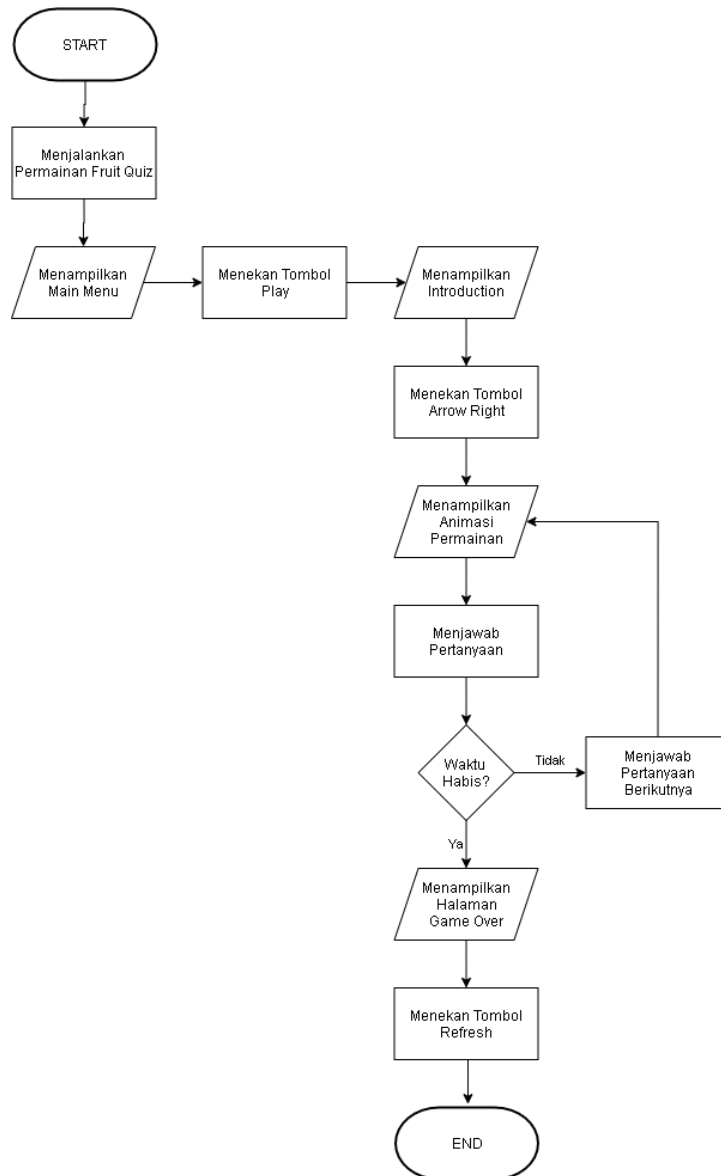 START
Menjalankan
Permainan Fruit Quiz
Menampilkan
Main Menu
Menekan Tombol
Play
Menampilkan
Introduction
Menekan Tombol
Arrow Right
Menampilkan
Animasi
Permainan
Menjawab
Pertanyaan
Waktu
Habis?
Tidak
Menjawab
Pertanyaan
Berikutnya
Ya
Menampilkan
Halaman
Game Over
Menekan Tombol
Refresh
END